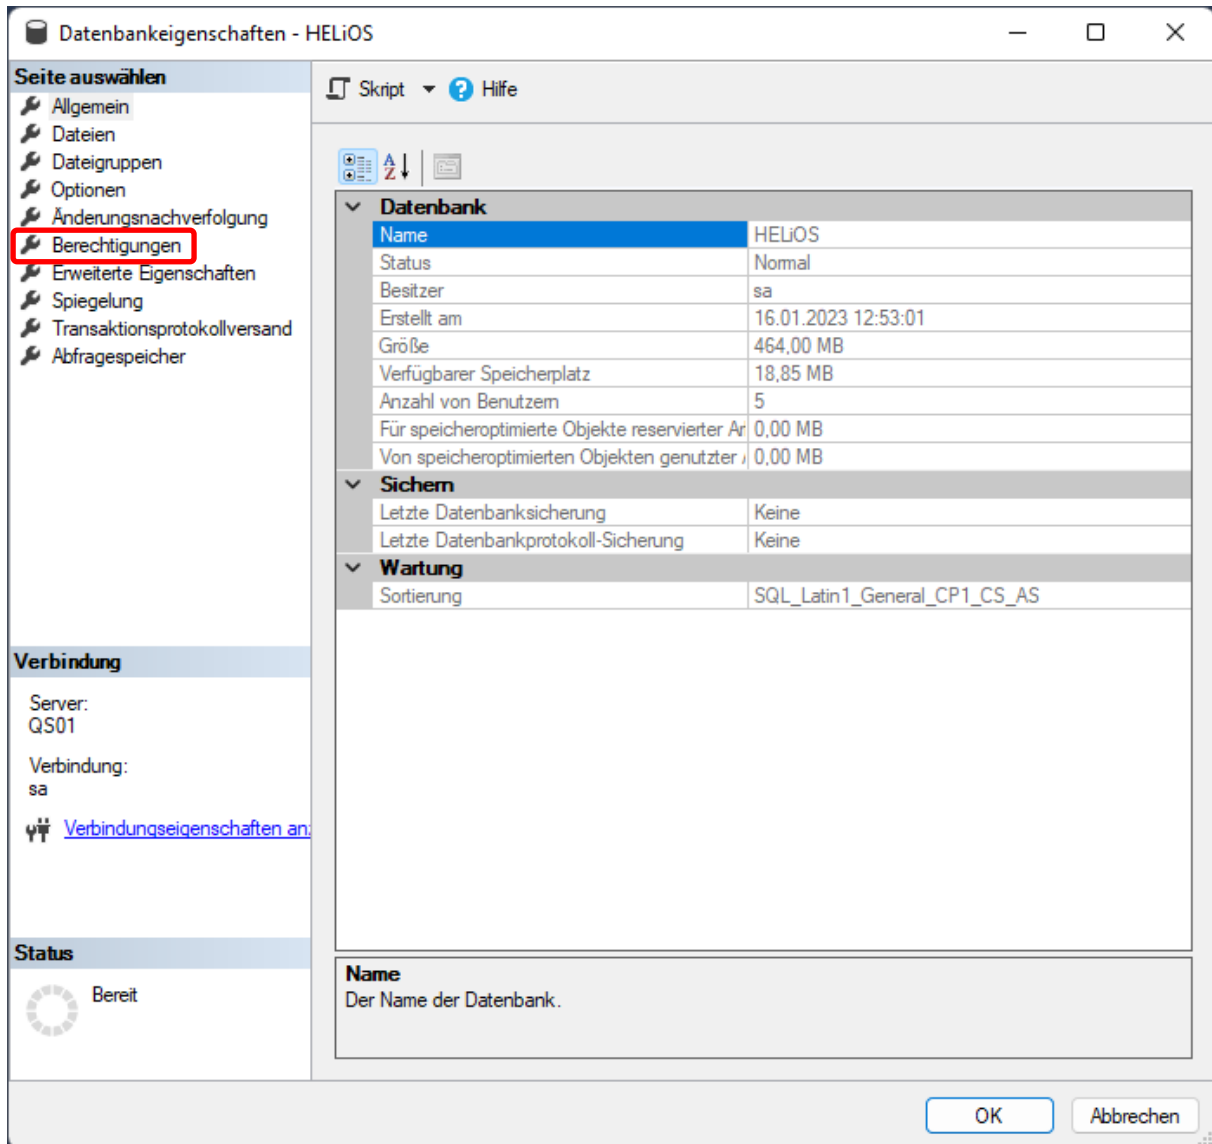 Datenbankeigenschaften - HELiOS
Seite auswählen
Allgemein
Dateien
Dateigruppen
Optionen
Änderungsnachverfolgung
Berechtigungen
Erweiterte Eigenschaften
Spiegelung
Transaktionsprotokollversand
Abfragespeicher
Verbindung
Server:
QS01
Verbindung:
sa
Verbindungseigenschaften an
Status
Bereit
Skript Hilfe
Datenbank
Name HELiOS
Status Normal
Besitzer sa
Erstellt am 16.01.2023 12:53:01
Größe 464,00 MB
Verfügbarer Speicherplatz 18,85 MB
Anzahl von Benutzern 5
Für speicheroptimierte Objekte reservierter Ar 0,00 MB
Von speicheroptimierten Objekten genutzter 0,00 MB
Sichern
Letzte Datenbanksicherung Keine
Letzte Datenbankprotokoll-Sicherung Keine
Wartung
Sortierung SQL_Latin1_General_CP1_CS_AS
Name
Der Name der Datenbank.
OK Abbrechen